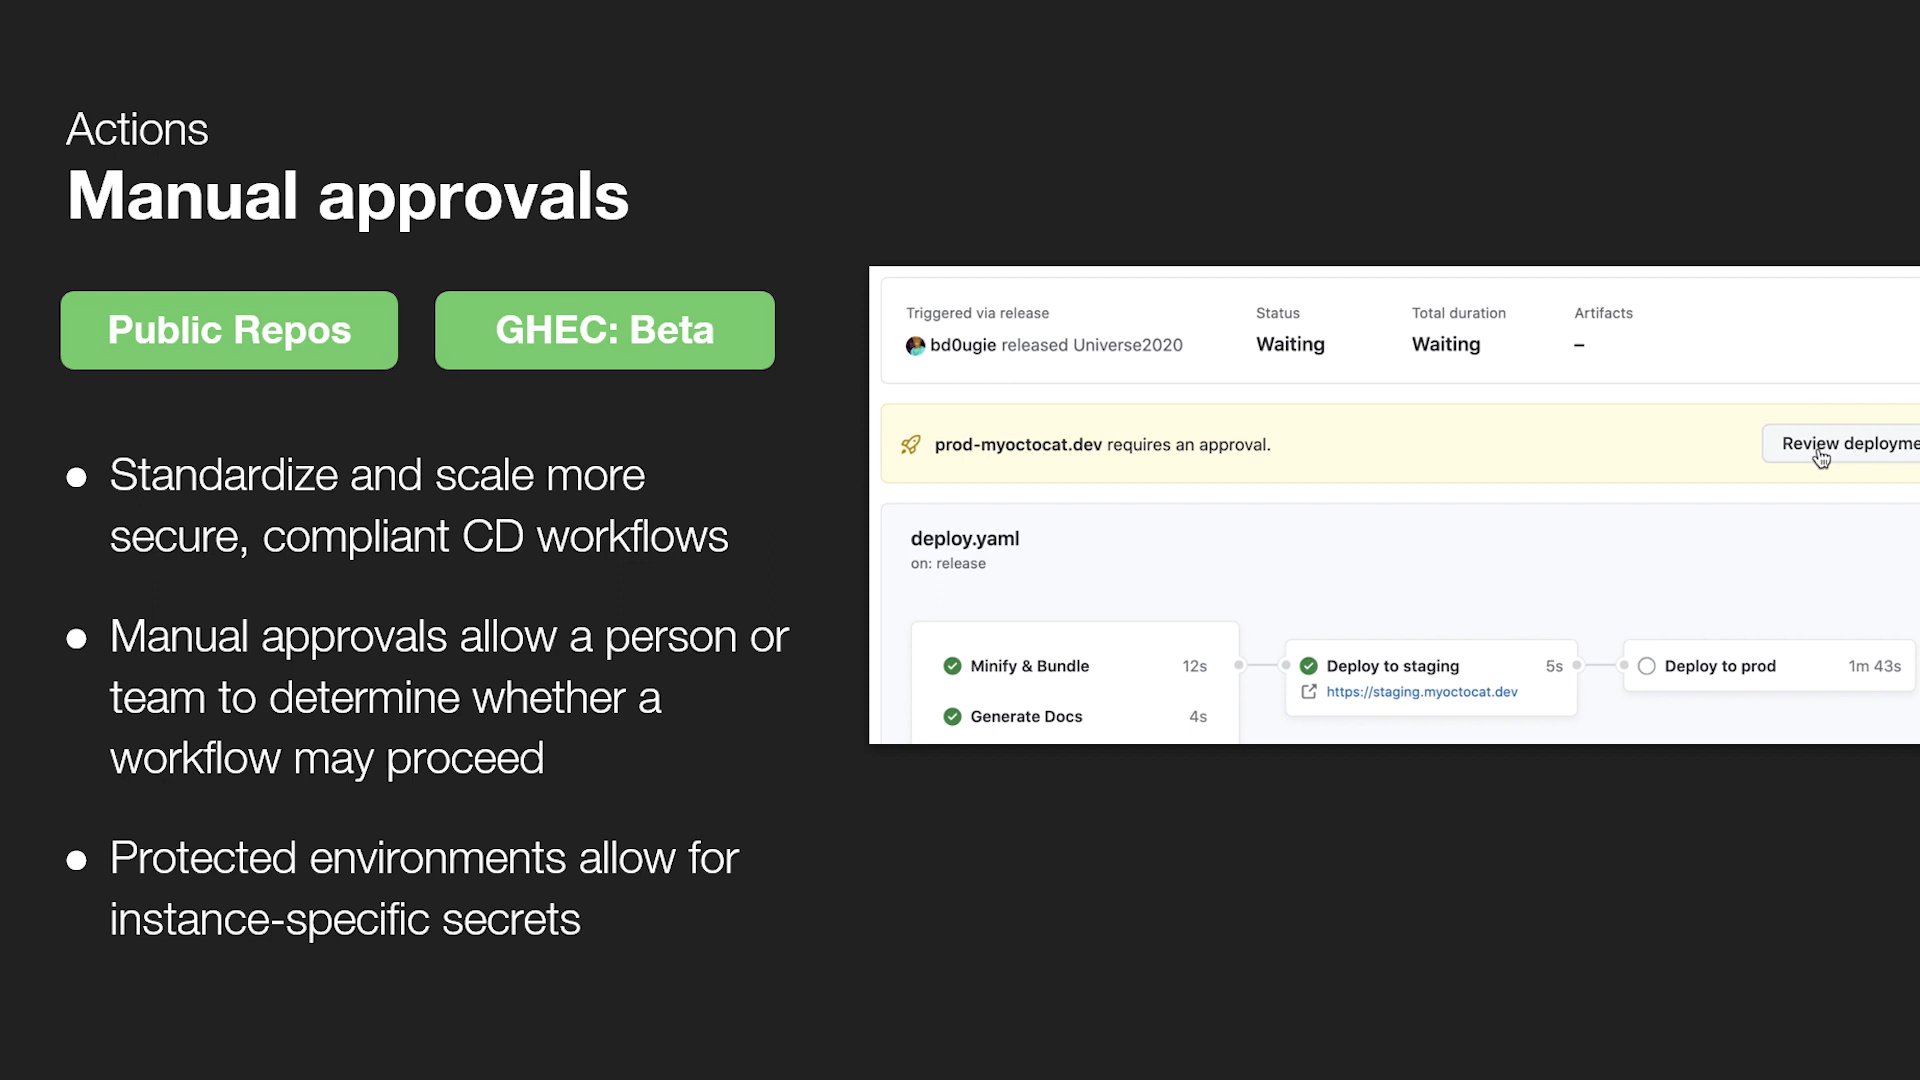 Actions
Manual approvals
Public Repos
GHEC: Beta
● Standardize and scale more
secure, compliant CD workflows
● Manual approvals allow a person or
team to determine whether a
workflow may proceed
● Protected environments allow for
instance-specific secrets
Triggered via release
bd0ugie released Universe2020
Status
Waiting
Total duration
Waiting
Artifacts
–
prod-myoctocat.dev requires an approval.
Review deployme
deploy.yaml
on: release
Minify & Bundle 12s
Generate Docs 4s
Deploy to staging 5s
https://staging.myoctocat.dev
Deploy to prod 1m 43s